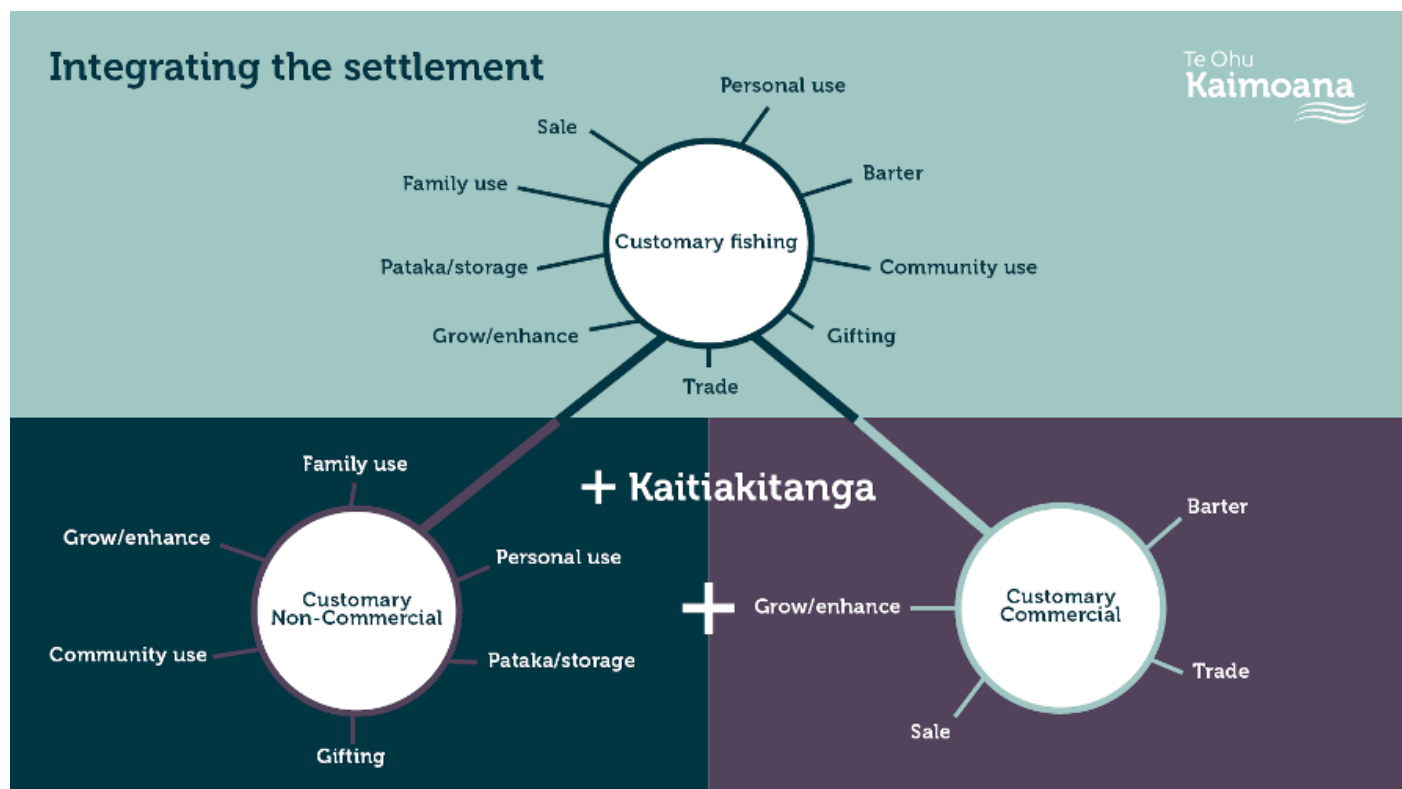 Integrating the settlement
Te Ohu
Kaimoana
Personal use
Sale
Barter
Family use
Customary fishing
Pataka/storage
Community use
Grow/enhance
Gifting
Trade
+ Kaitiakitanga
Family use
Grow/enhance
Personal use
Customary
Non-Commercial
Community use
Pataka/storage
Gifting
+
Barter
Grow/enhance
Customary
Commercial
Trade
Sale